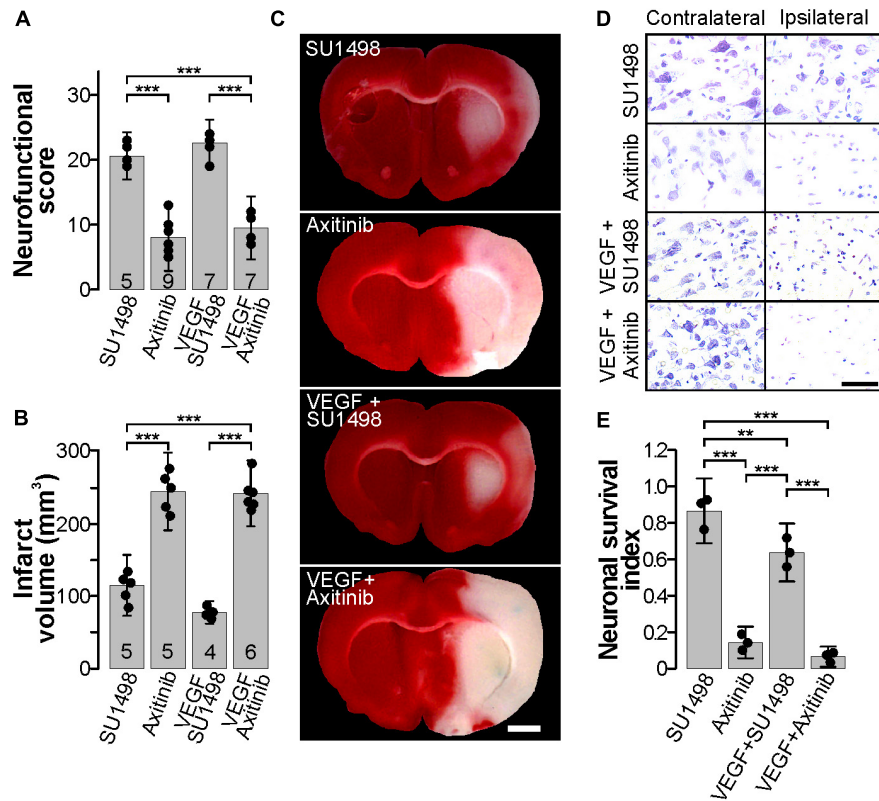 A
Neurofunctional
score
30
20
10
0
***
***
***
5
9
7
7
SU1498
Axitinib
VEGF
SU1498
VEGF
Axitinib
B
Infarct
volume (mm³)
300
200
100
0
***
***
***
5
5
4
6
SU1498
Axitinib
VEGF
SU1498
VEGF
Axitinib
C
SU1498
Axitinib
VEGF +
SU1498
VEGF+
Axitinib
D
Contralateral Ipsilateral
SU1498
Axitinib
VEGF +
SU1498
VEGF +
Axitinib
E
Neuronal survival
index
1.2
1.0
0.8
0.6
0.4
0.2
0
***
**
***
***
***
SU1498
Axitinib
VEGF+SU1498
VEGF+Axitinib